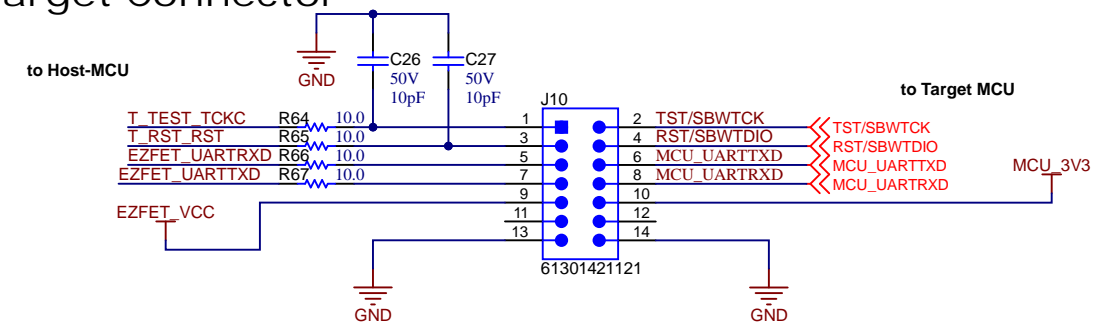 arget connector
to Host-MCU
GND
C26
50V
10pF
C27
50V
10pF
to Target MCU
J10
T_TEST_TCKC R64 10.0 1 2 TST/SBWTCK TST/SBWTCK
T_RST_RST R65 10.0 3 4 RST/SBWTDIO RST/SBWTDIO
EZFET_UARTRXD R66 10.0 5 6 MCU_UARTTXD MCU_UARTTXD
EZFET_UARTTXD R67 10.0 7 8 MCU_UARTRXD MCU_UARTRXD
MCU_3V3
9 10
EZFET_VCC
11 12
13 14
61301421121
GND
GND